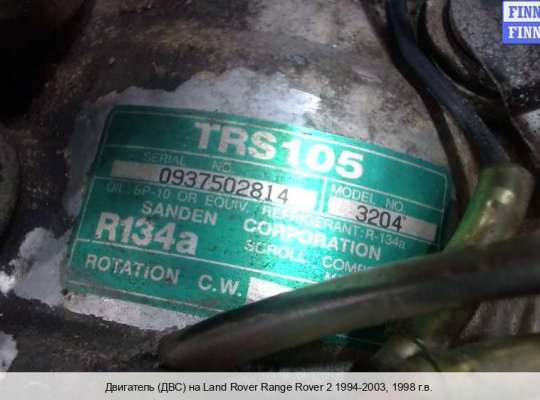 FINN
FINN
TRS105
SERIAL NO. MODEL NO.
0937502814 3204
OIL: SP-10 OR EQUIV. REFRIGERANT: R-134a
SANDEN CORPORATION
R134a SCROLL
ROTATION C.W.
Двигатель (ДВС) на Land Rover Range Rover 2 1994-2003, 1998 г.в.